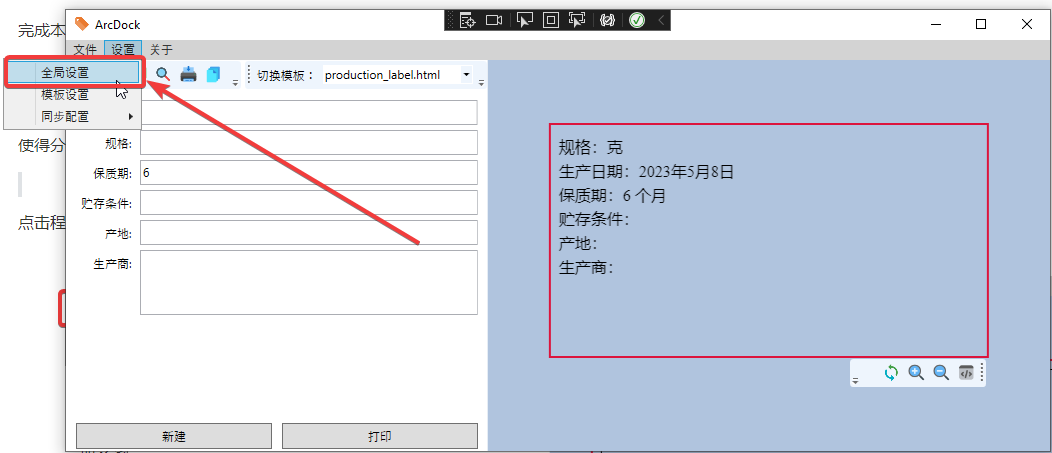 完成本
ArcDock
文件 设置 关于
全局设置
模板设置
同步配置
切换模板： production_label.html
使得分
点击程
规格:
保质期: 6
贮存条件:
产地:
生产商:
新建 打印
规格：克
生产日期：2023年5月8日
保质期：6 个月
贮存条件：
产地：
生产商：